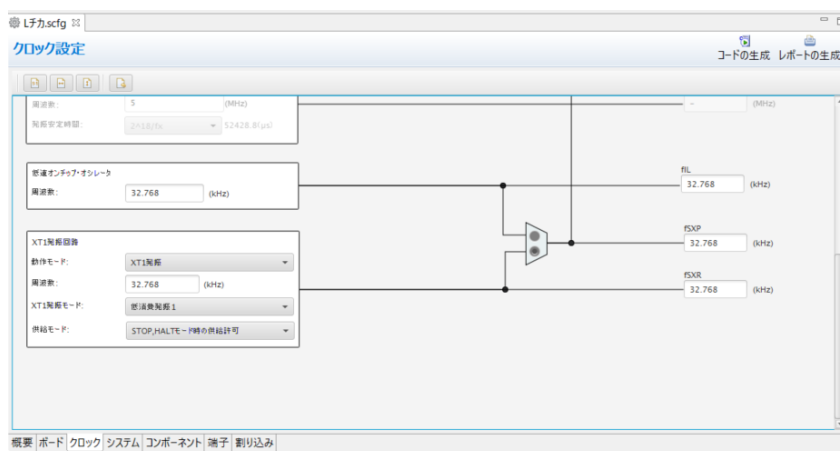 Lチカ.scfg
クロック設定
コードの生成 レポートの生成
周波数: 5 (MHz) - (MHz)
発振安定時間: 2^18/fx 52428.8(μs)
低速オンチップ・オシレータ
周波数: 32.768 (kHz)
fIL
32.768 (kHz)
fSXP
32.768 (kHz)
XT1発振回路
動作モード: XT1発振
周波数: 32.768 (kHz)
fSXR
32.768 (kHz)
XT1発振モード: 低消費発振1
供給モード: STOP,HALTモード時の供給許可
概要 ボード クロック システム コンポーネント 端子 割り込み